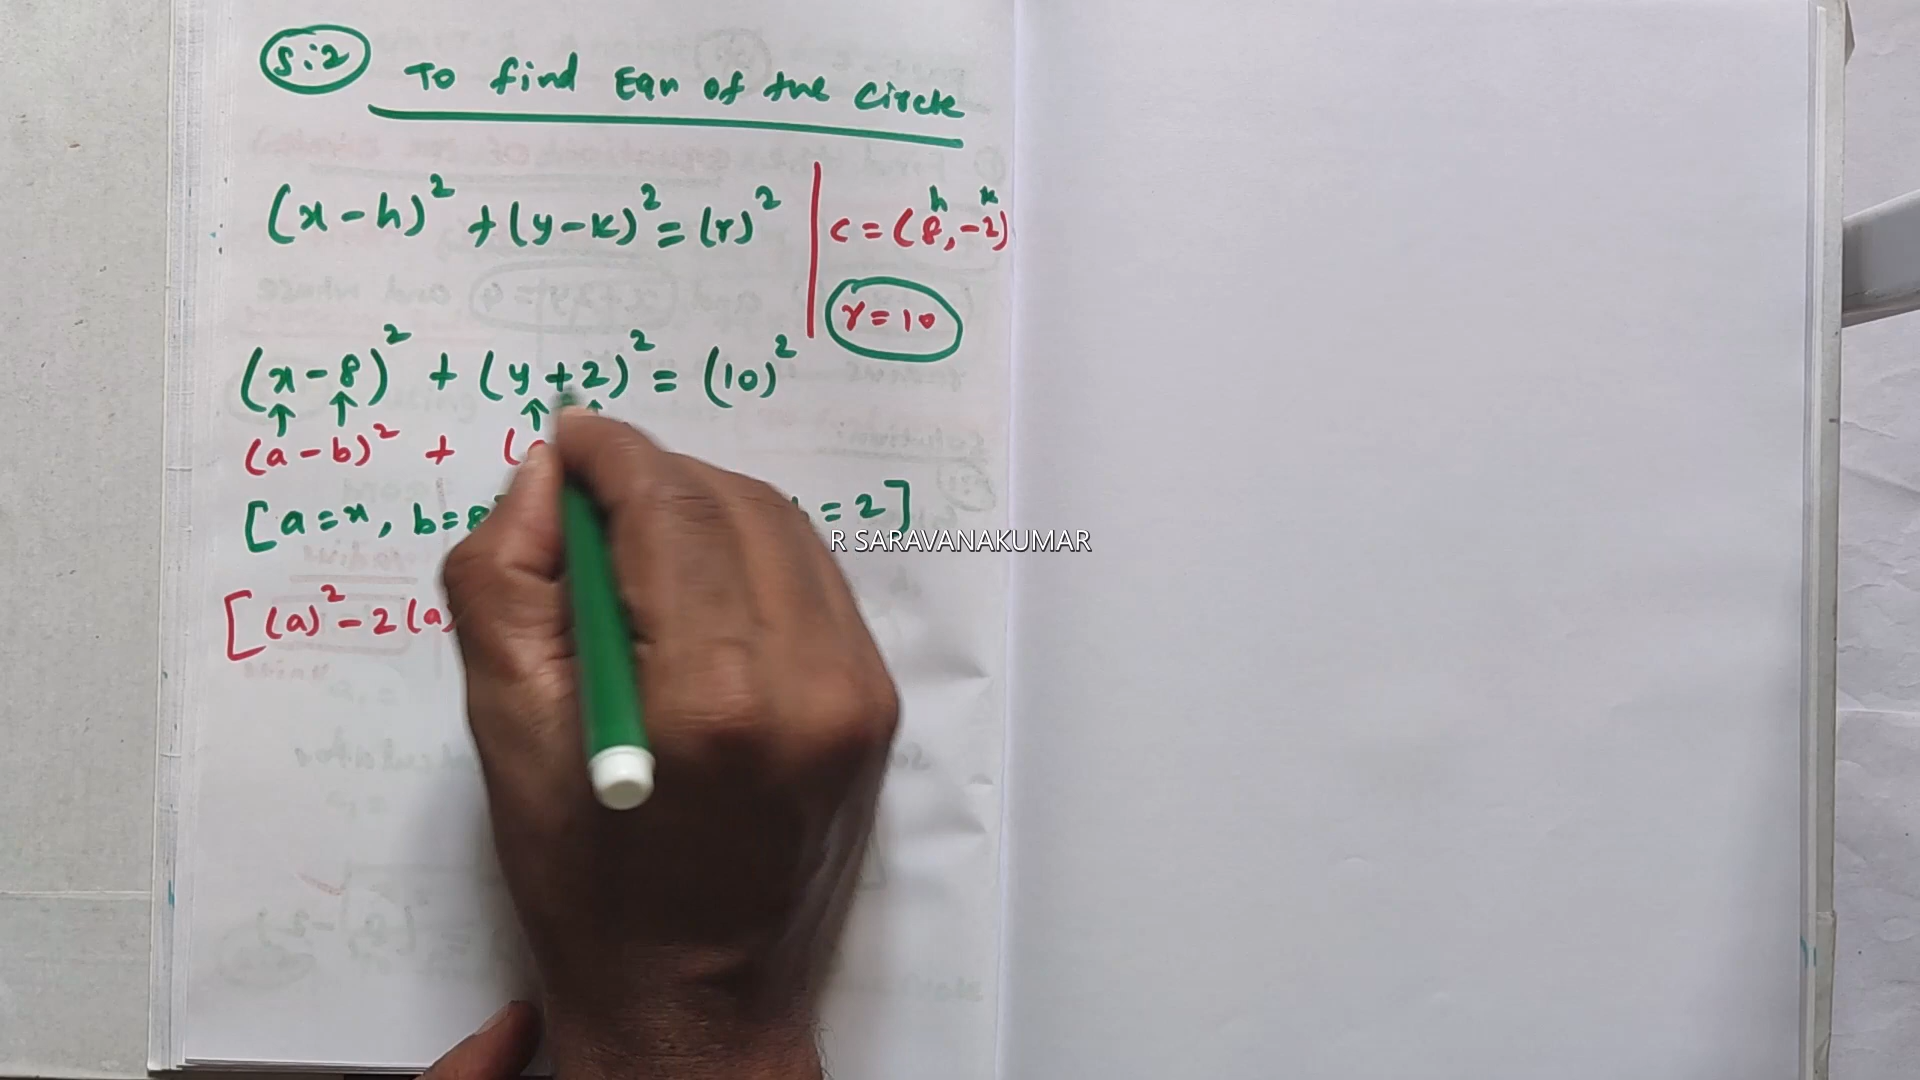 S:2 To find Eqn of the circle
(x-h)² + (y-k)² = (r)²
h k
c = (8, -2)
r = 10
(x-8)² + (y+2)² = (10)²
(a-b)² + (
[a=x, b=8 = 2]
R SARAVANAKUMAR
[(a)² - 2(a)